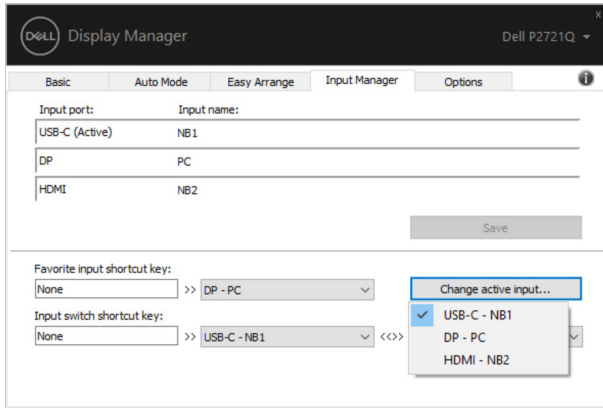 DELL Display Manager Dell P2721Q
x
Basic Auto Mode Easy Arrange Input Manager Options i
Input port: Input name:
USB-C (Active) NB1
DP PC
HDMI NB2
Save
Favorite input shortcut key:
None >> DP - PC Change active input...
Input switch shortcut key:
None >> USB-C - NB1 <<>>
USB-C - NB1
DP - PC
HDMI - NB2